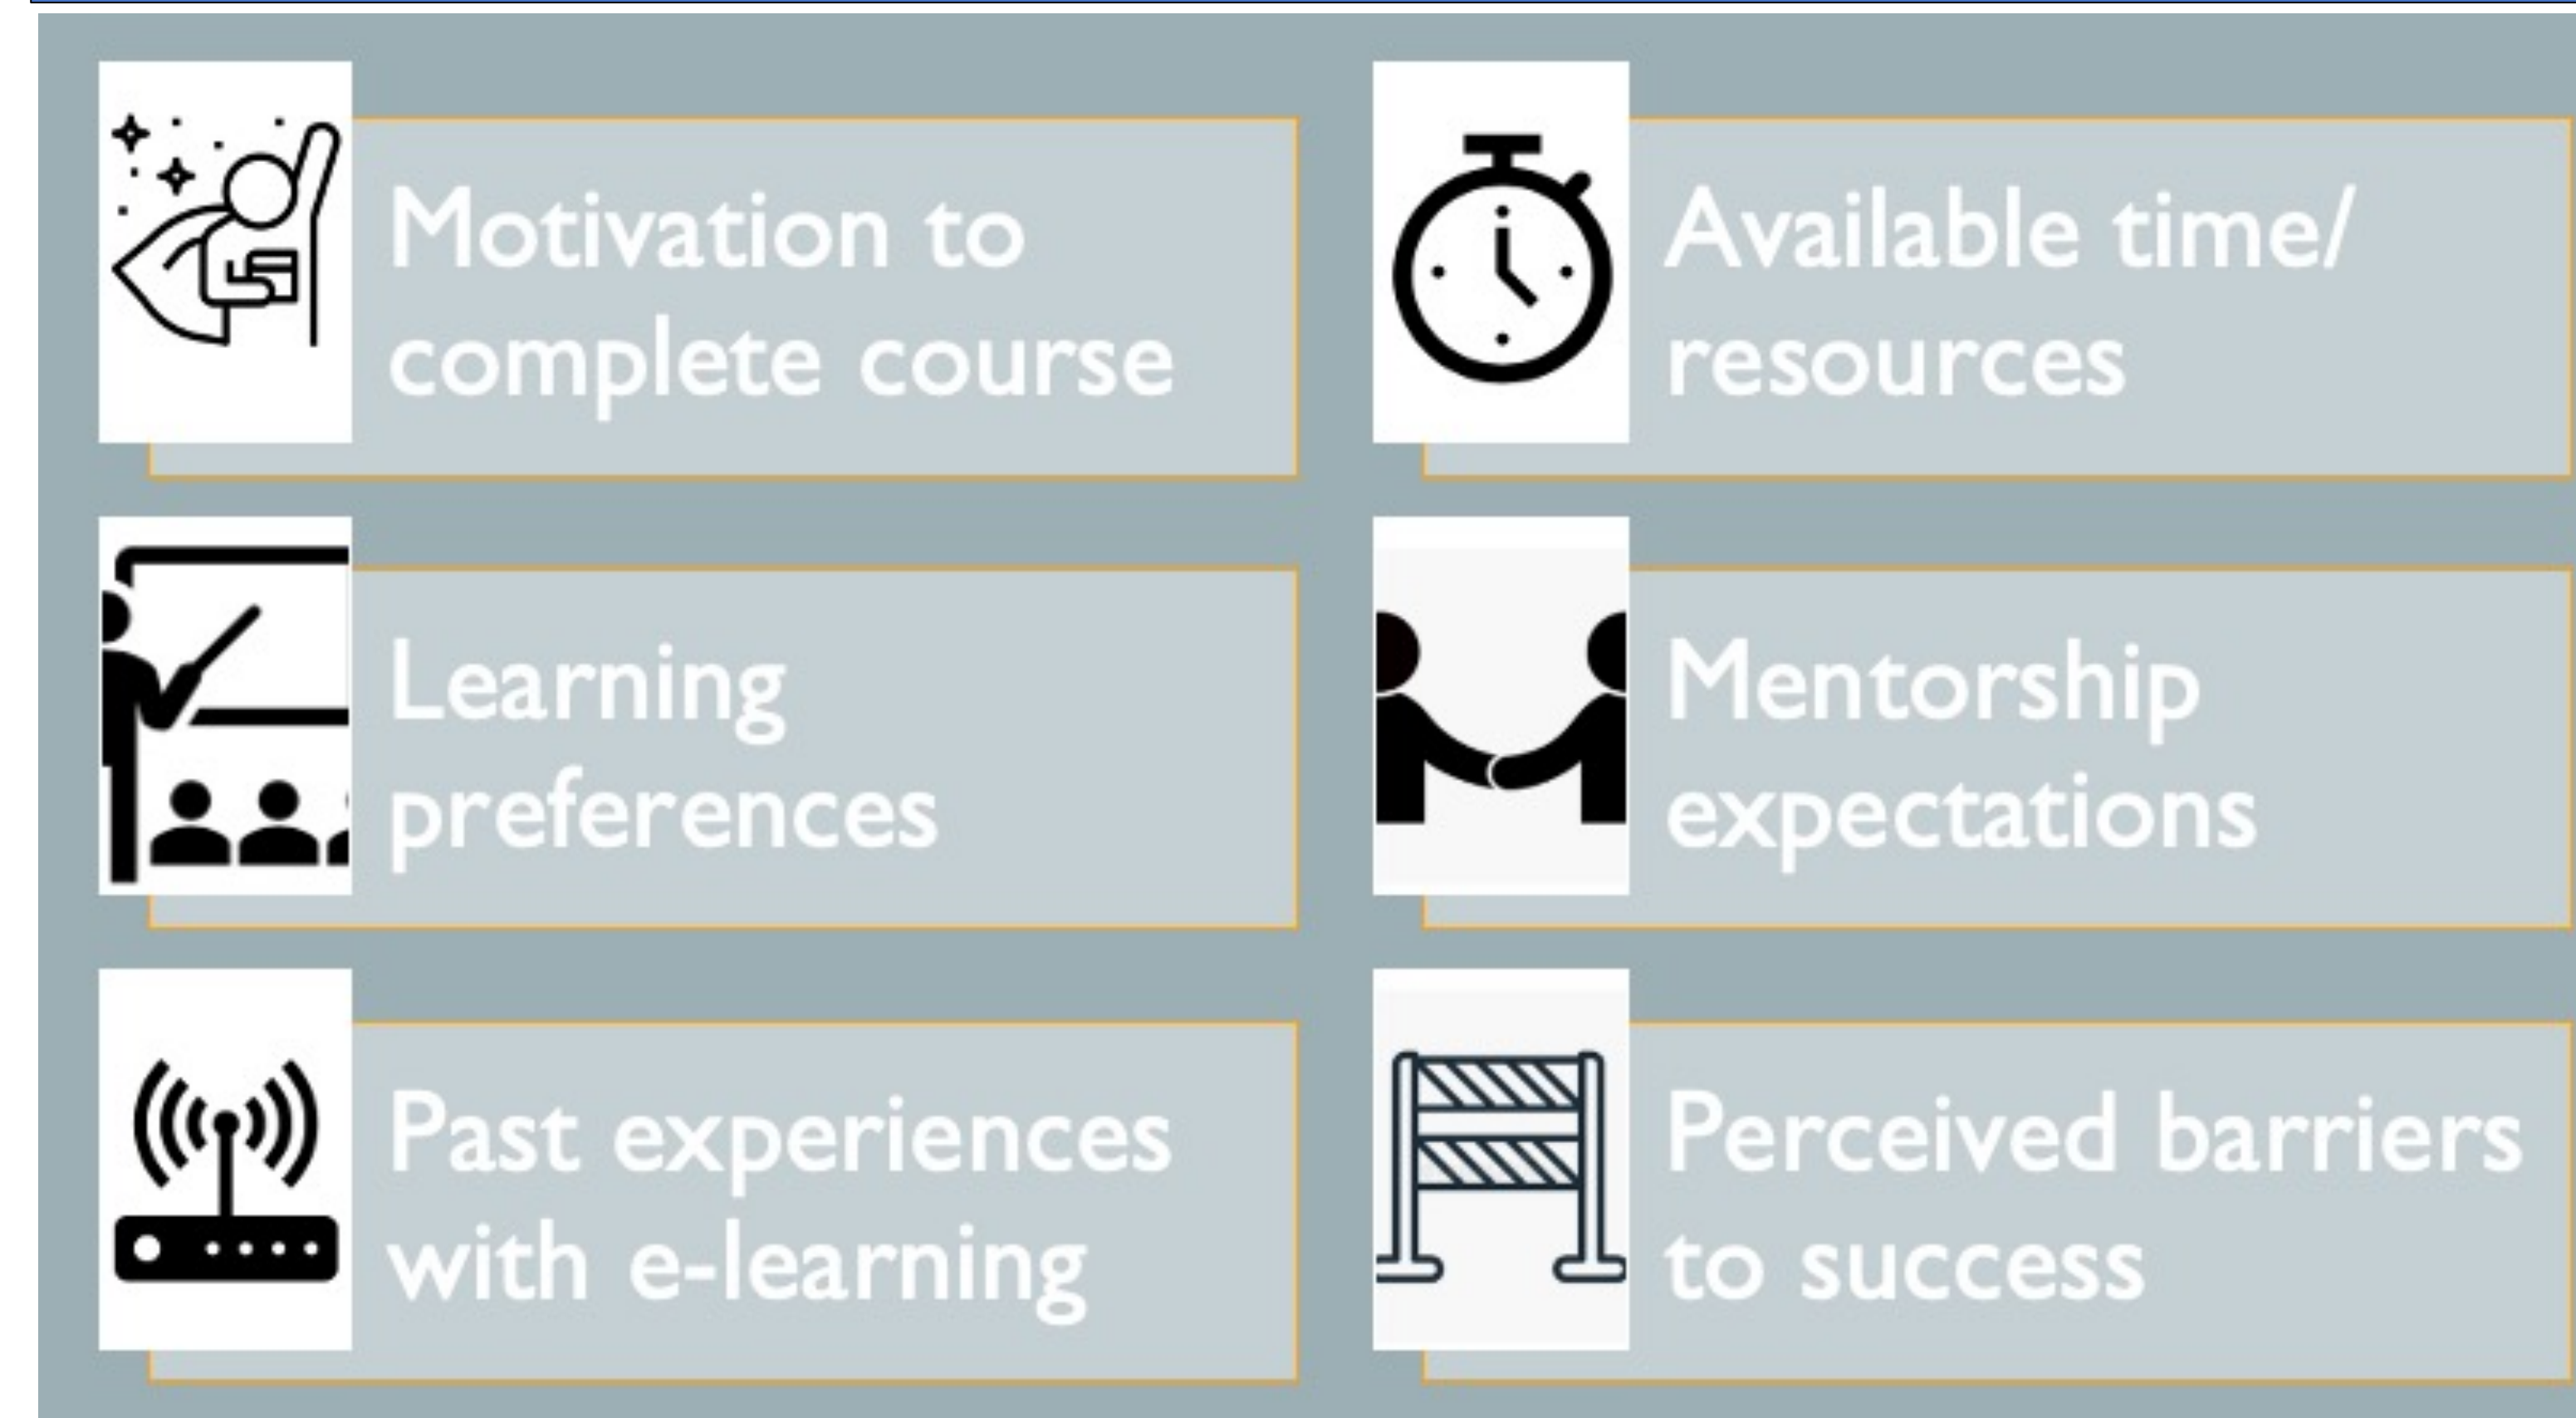 Motivation to
complete course
Available time/
resources
Learning
preferences
Mentorship
expectations
Past experiences
with e-learning
Perceived barriers
to success